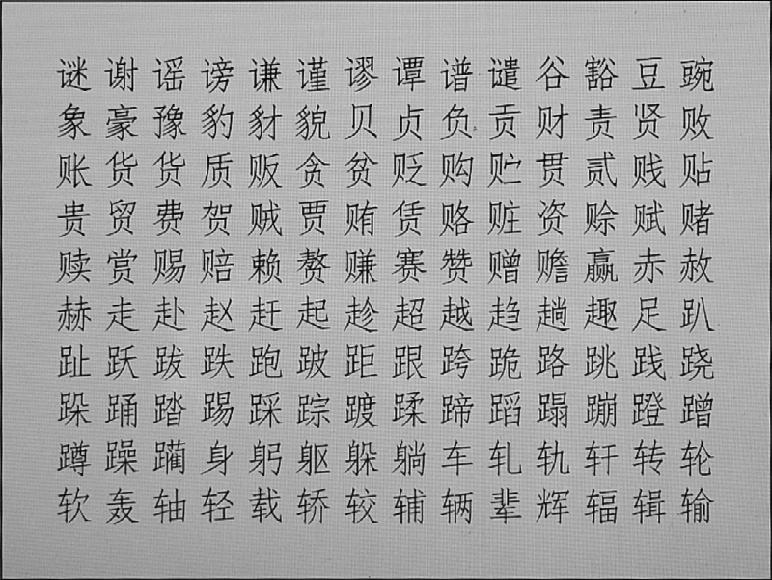 谜谢谣谤谦谨谬谭谱谴谷豁豆豌
象豪豫豹豺貌贝贞负贡财责贤败
账货货质贩贪贫贬购贮贯贰贱贴
贵贸费贺贼贾贿赁赂赃资赊赋赌
赎赏赐赔赖赘赚赛赞赠赡赢赤赦
赫走赴赵赶起趁超越趋趟趣足趴
趾跃跋跌跑跛距跟跨跪路跳践跷
跺踊踏踢踩踪踱蹂蹄蹈蹋蹦蹬蹭
蹲躁躏身躬躯躲躺车轧轨轩转轮
软轰轴轻载轿较辅辆辈辉辐辑输